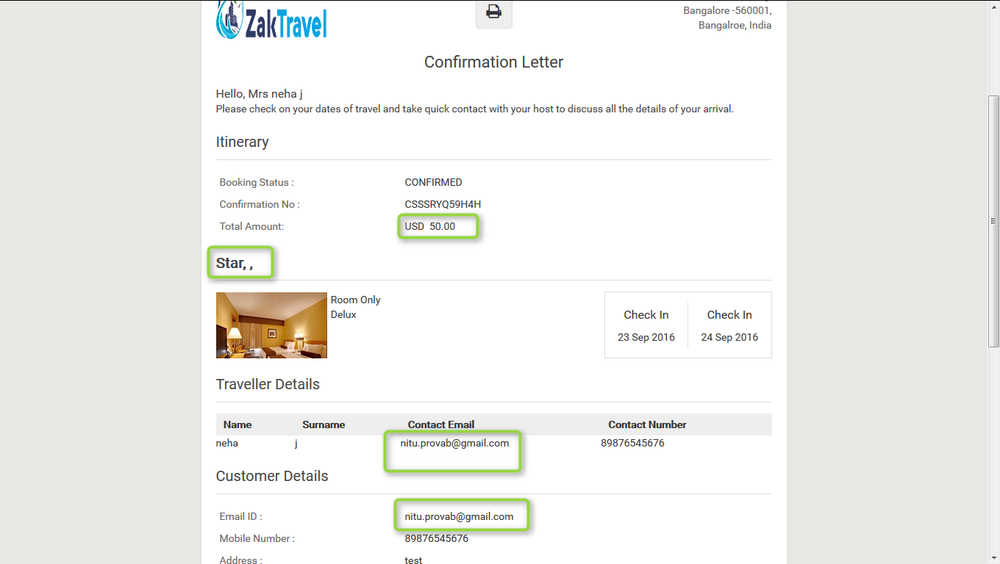 ZakTravel
Bangalore -560001,
Bangalroe, India
Confirmation Letter
Hello, Mrs neha j
Please check on your dates of travel and take quick contact with your host to discuss all the details of your arrival.
Itinerary
Booking Status : CONFIRMED
Confirmation No : CSSSRYQ59H4H
Total Amount: USD 50.00
Star, ,
Room Only
Delux
Check In Check In
23 Sep 2016 24 Sep 2016
Traveller Details
Name Surname Contact Email Contact Number
neha j nitu.provab@gmail.com 89876545676
Customer Details
Email ID : nitu.provab@gmail.com
Mobile Number : 89876545676
Address : test